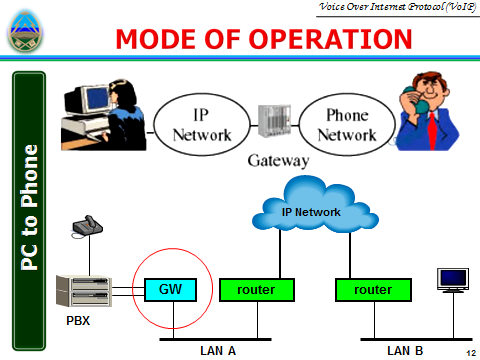 Voice Over Internet Protocol (VoIP)
MODE OF OPERATION
PC to Phone
IP
Network
Gateway
Phone
Network
IP Network
GW
router
router
PBX
LAN A
LAN B
12